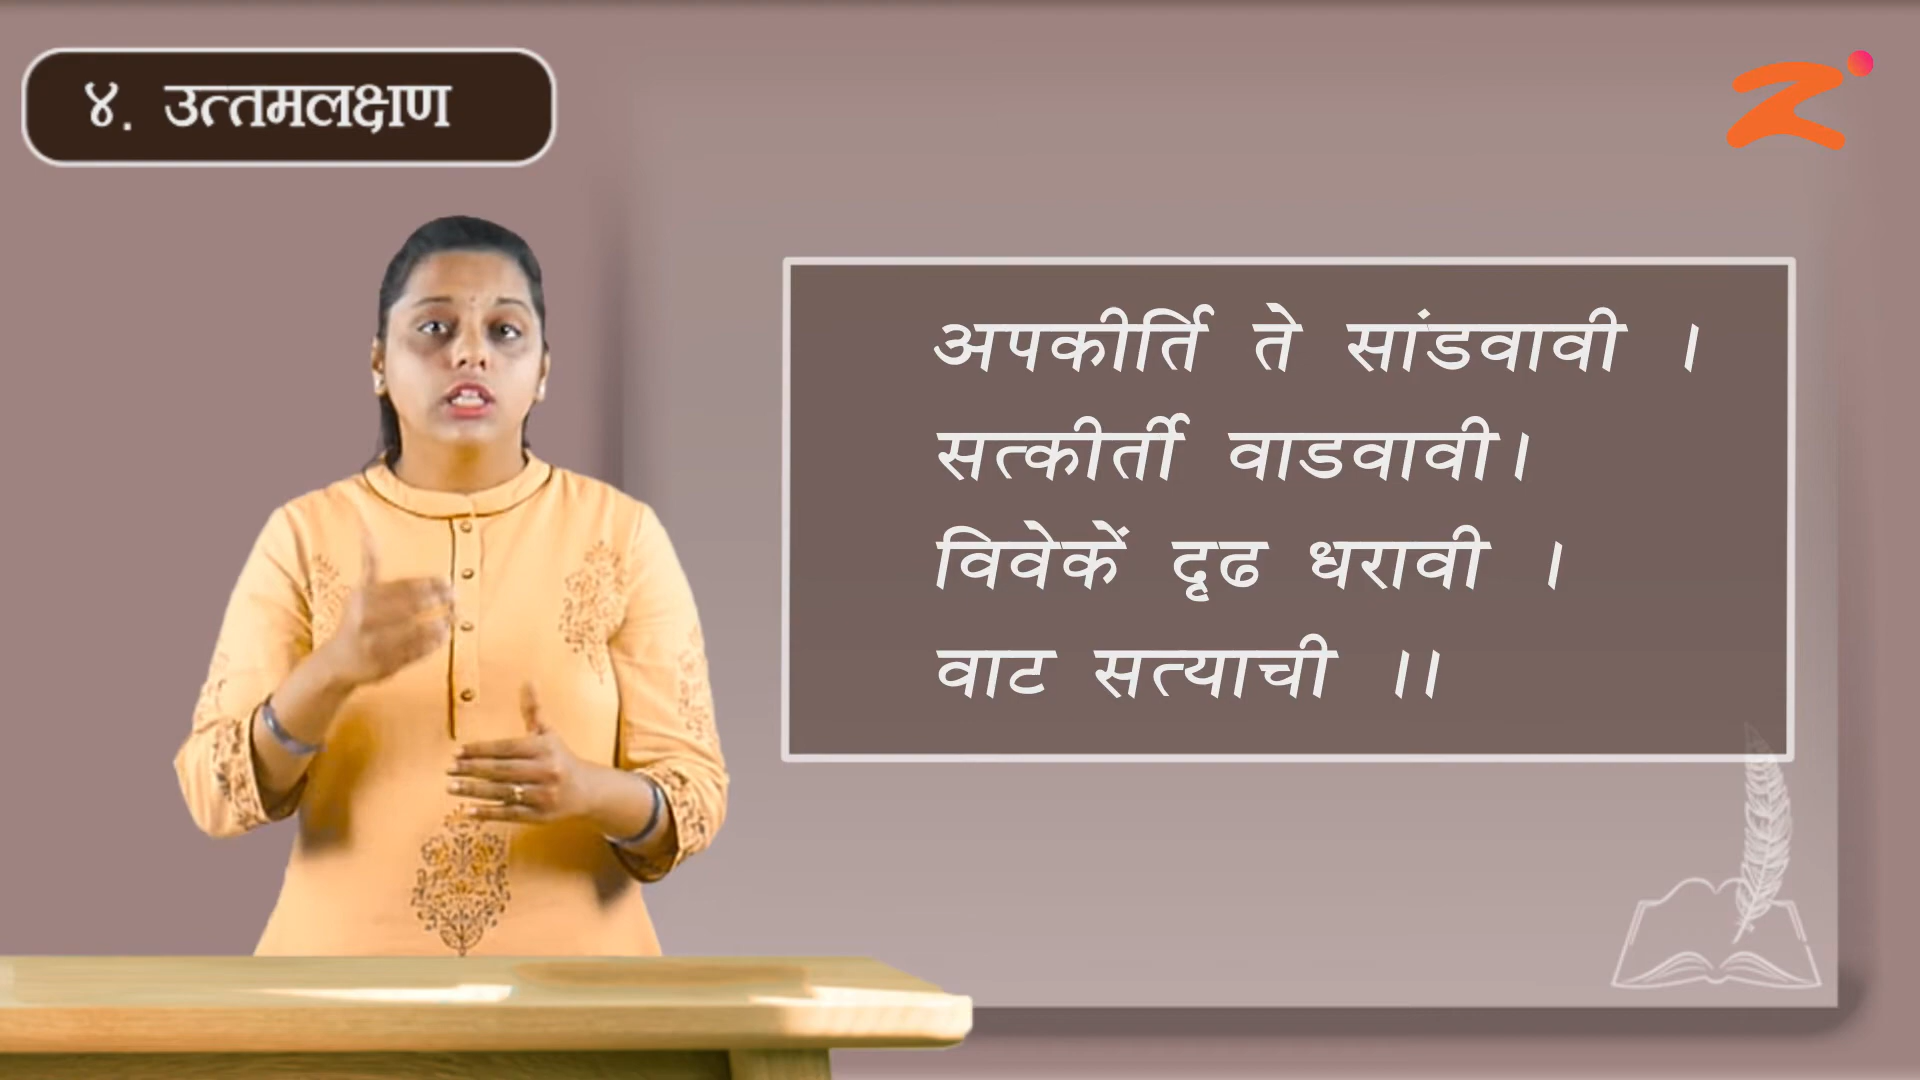 ४. उत्तमलक्षण
अपकीर्ति ते सांडवावी ।
सत्कीर्ती वाडवावी।
विवेकें दृढ धरावी ।
वाट सत्याची ।।